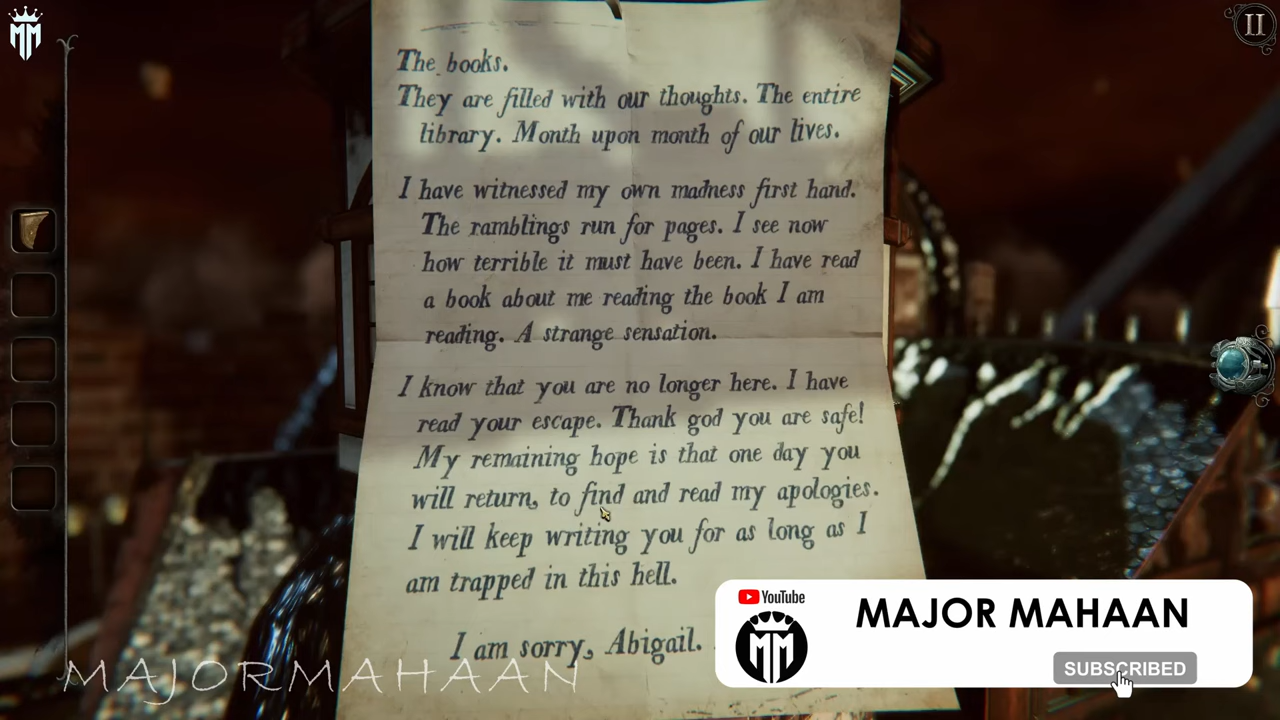 The books.
They are filled with our thoughts. The entire
library. Month upon month of our lives.
I have witnessed my own madness first hand.
The ramblings run for pages. I see now
how terrible it must have been. I have read
a book about me reading the book I am
reading. A strange sensation.
I know that you are no longer here. I have
read your escape. Thank god you are safe!
My remaining hope is that one day you
will return, to find and read my apologies.
I will keep writing you for as long as I
am trapped in this hell.
I am sorry, Abigail.
MAJORMAHAAN
YouTube
MAJOR MAHAAN
SUBSCRIBED
MM
MM
II